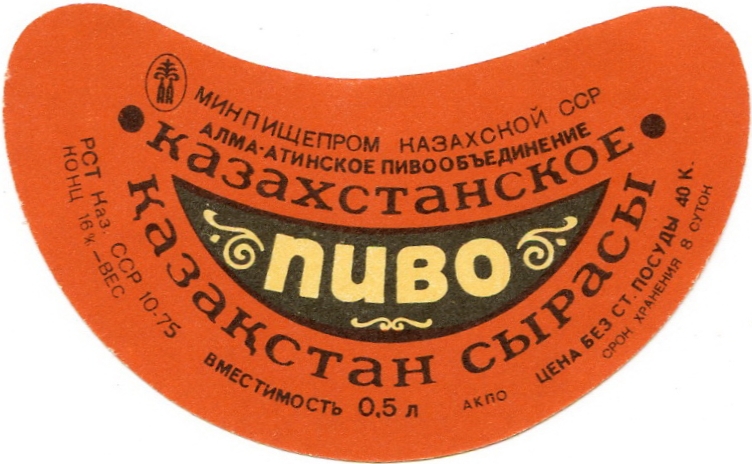 МИНПИЩЕПРОМ КАЗАХСКОЙ ССР
АЛМА-АТИНСКОЕ ПИВООБЪЕДИНЕНИЕ
КАЗАХСТАНСКОЕ
ПИВО
ҚАЗАҚСТАН СЫРАСЫ
РСТ Каз. ССР 10-75
КОНЦ 16% –ВЕС
ВМЕСТИМОСТЬ 0,5 л
АКПО
ЦЕНА БЕЗ СТ. ПОСУДЫ 40 К.
СРОК ХРАНЕНИЯ 8 СУТОК